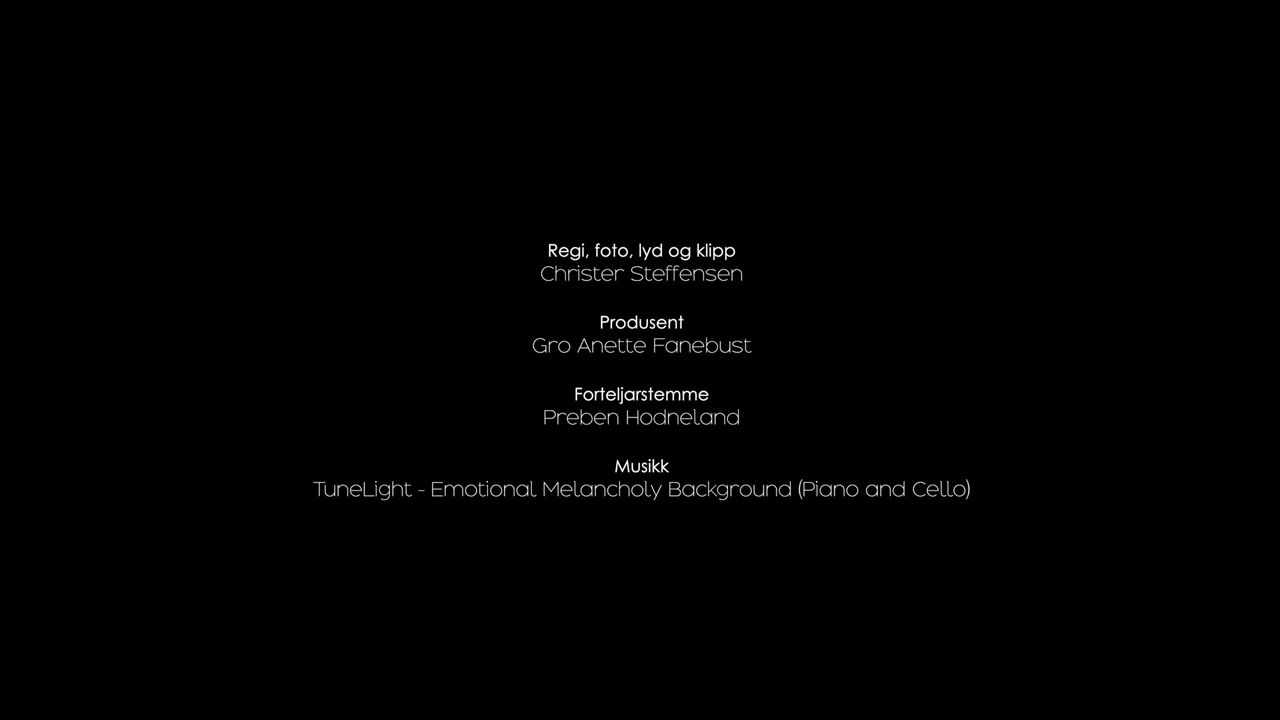 Regi, foto, lyd og klipp
Christer Steffensen
Produsent
Gro Anette Fanebust
Forteljarstemme
Preben Hodneland
Musikk
TuneLight - Emotional Melancholy Background (Piano and Cello)